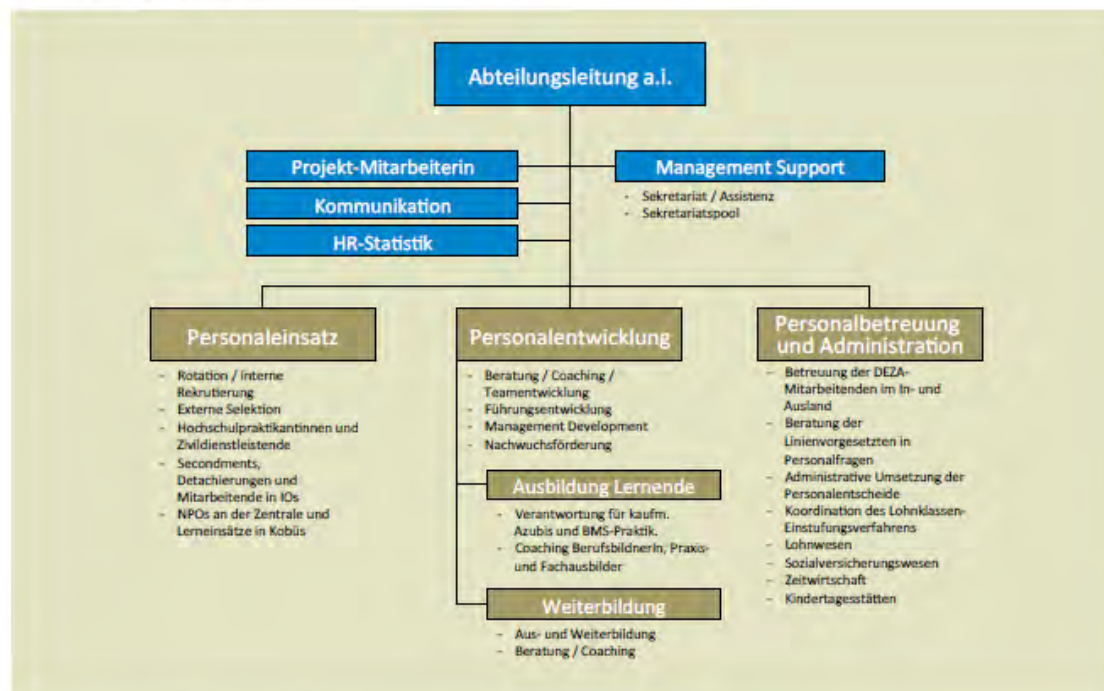 Abteilungsleitung a.i.
Projekt-Mitarbeiterin
Kommunikation
HR-Statistik
Management Support
- Sekretariat / Assistenz
- Sekretariatspool
Personaleinsatz
- Rotation / interne
Rekrutierung
- Externe Selektion
- Hochschulpraktikantinnen und
Zivildienstleistende
- Secondments,
Detachierungen und
Mitarbeitende in IOs
- NPOs an der Zentrale und
Lerneinsätze in Kobüs
Personalentwicklung
- Beratung / Coaching /
Teamentwicklung
- Führungsentwicklung
- Management Development
- Nachwuchsförderung
Ausbildung Lernende
- Verantwortung für kaufm.
Azubis und BMS-Praktik.
- Coaching BerufsbildnerIn, Praxis-
und Fachausbilder
Weiterbildung
- Aus- und Weiterbildung
- Beratung / Coaching
Personalbetreuung
und Administration
- Betreuung der DEZA-
Mitarbeitenden im In- und
Ausland
- Beratung der
Linienvorgesetzten in
Personalfragen
- Administrative Umsetzung der
Personalentscheide
- Koordination des Lohnklassen-
Einstufungsverfahrens
- Lohnwesen
- Sozialversicherungswesen
- Zeitwirtschaft
- Kindertagesstätten